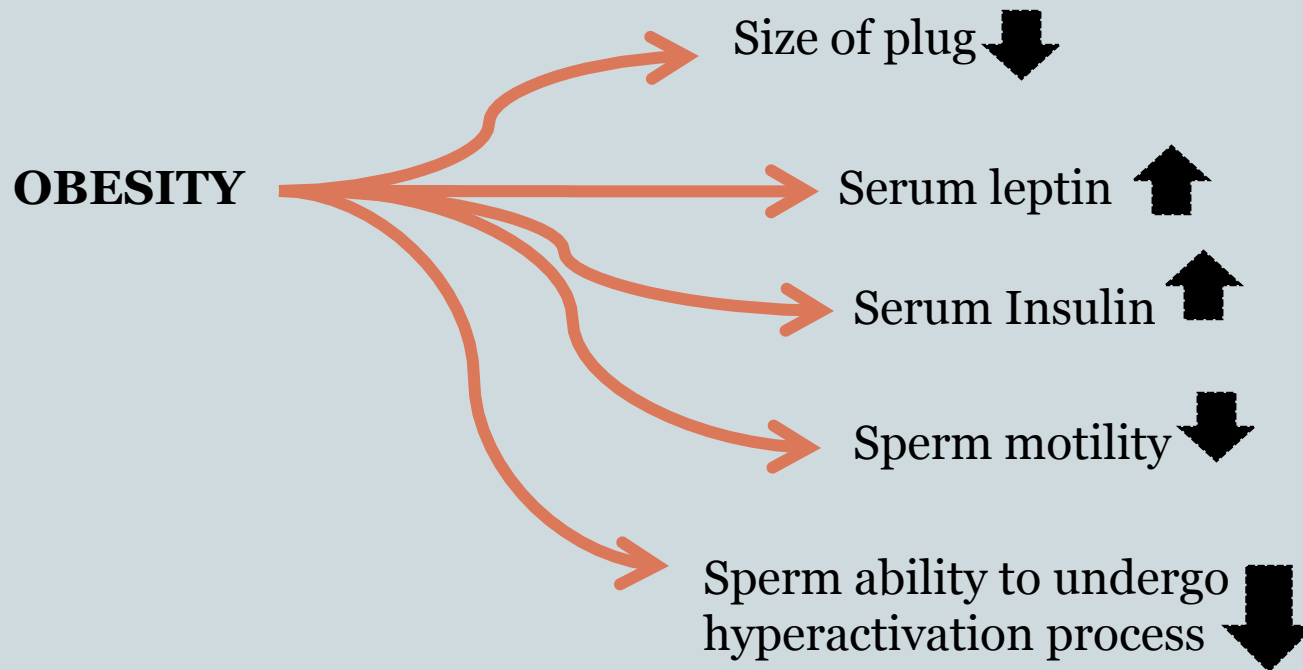 Size of plug
OBESITY
Serum leptin
Serum Insulin
Sperm motility
Sperm ability to undergo
hyperactivation process